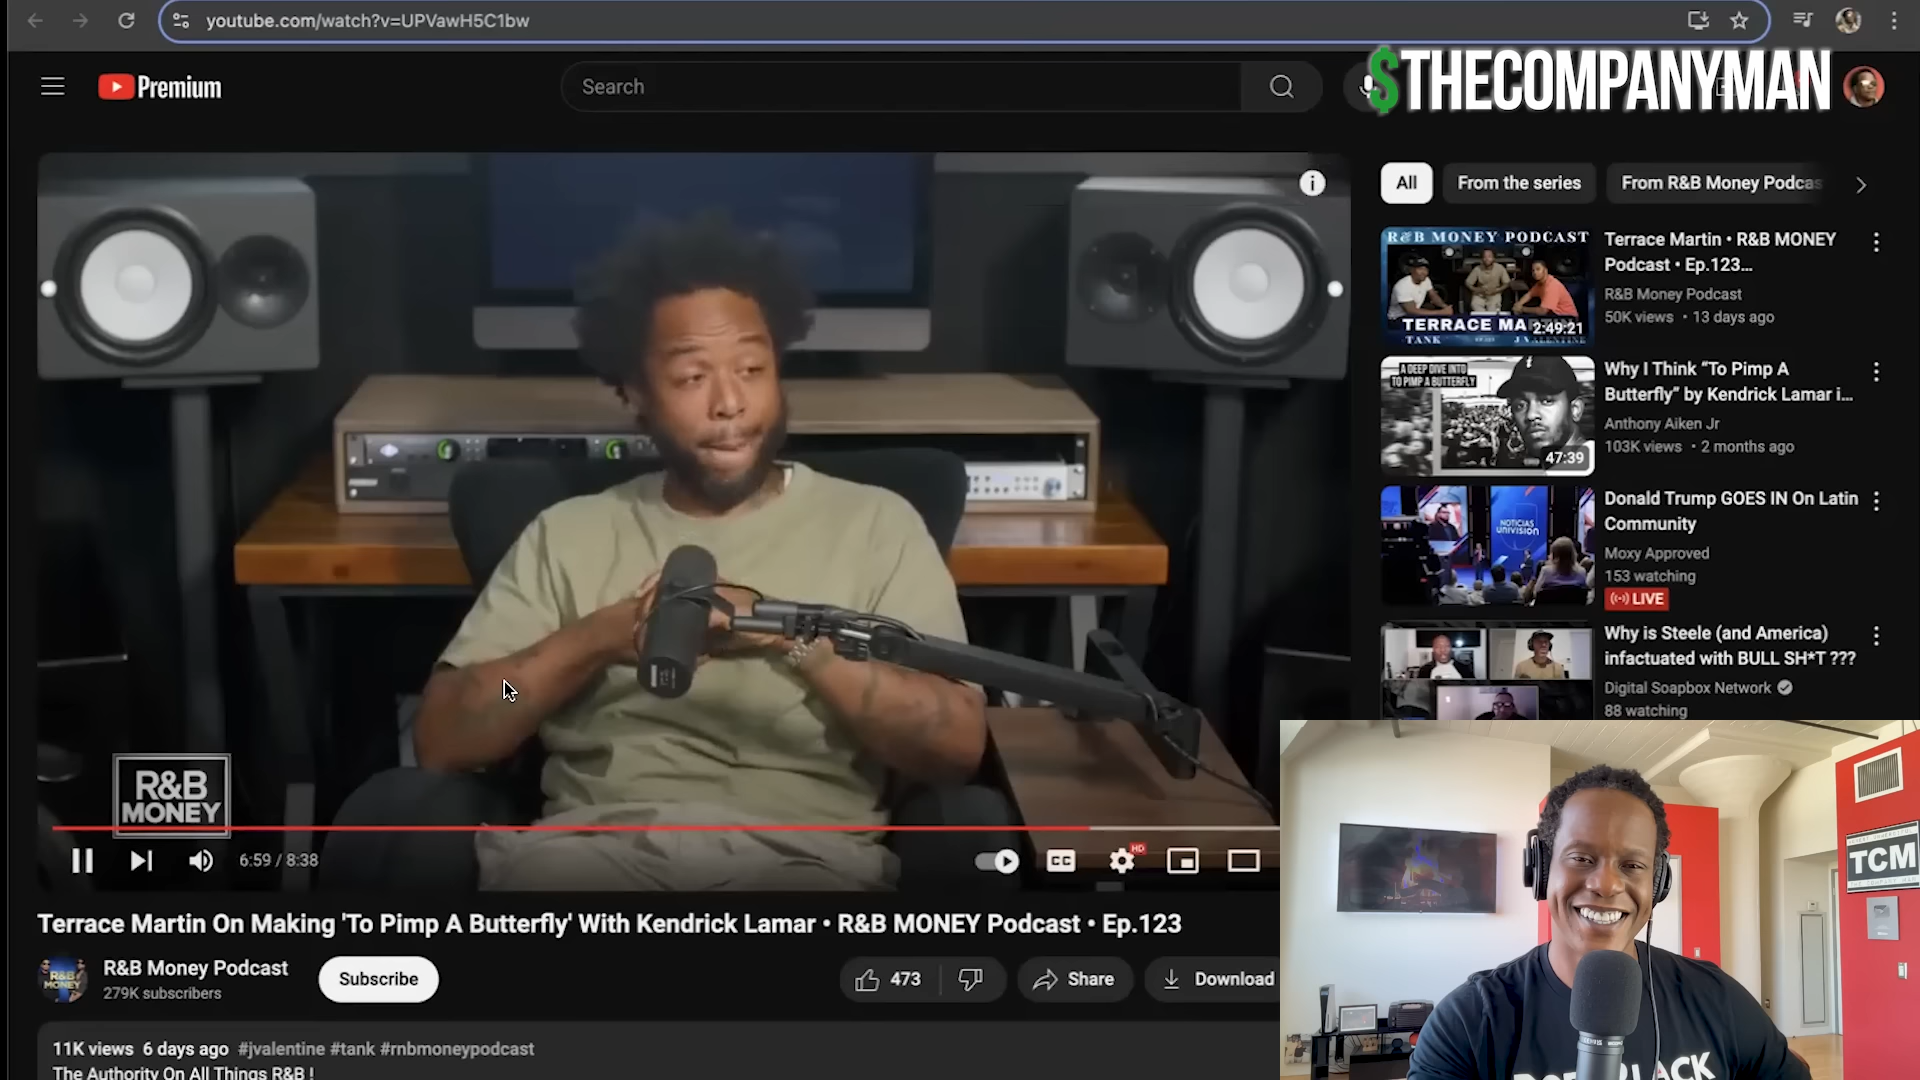 youtube.com/watch?v=UPVawH5C1bw
Premium
Search
$THECOMPANYMAN
All
From the series
From R&B Money Podcas
R&B MONEY PODCAST
TERRACE MA
TANK
2:49:21
Terrace Martin • R&B MONEY
Podcast • Ep.123...
R&B Money Podcast
50K views • 13 days ago
A DEEP DIVE INTO
TO PIMP A BUTTERFLY
47:39
Why I Think “To Pimp A
Butterfly” by Kendrick Lamar i...
Anthony Aiken Jr
103K views • 2 months ago
NOTICIAS
UNIVISION
Donald Trump GOES IN On Latin
Community
Moxy Approved
153 watching
LIVE
Why is Steele (and America)
infactuated with BULL SH*T ???
Digital Soapbox Network
88 watching
R&B
MONEY
6:59 / 8:38
CC
HD
Terrace Martin On Making 'To Pimp A Butterfly' With Kendrick Lamar • R&B MONEY Podcast • Ep.123
R&B
MONEY
R&B Money Podcast
279K subscribers
Subscribe
473
Share
Download
11K views 6 days ago #jvalentine #tank #rnbmoneypodcast
The Authority On All Things R&B !
TCM